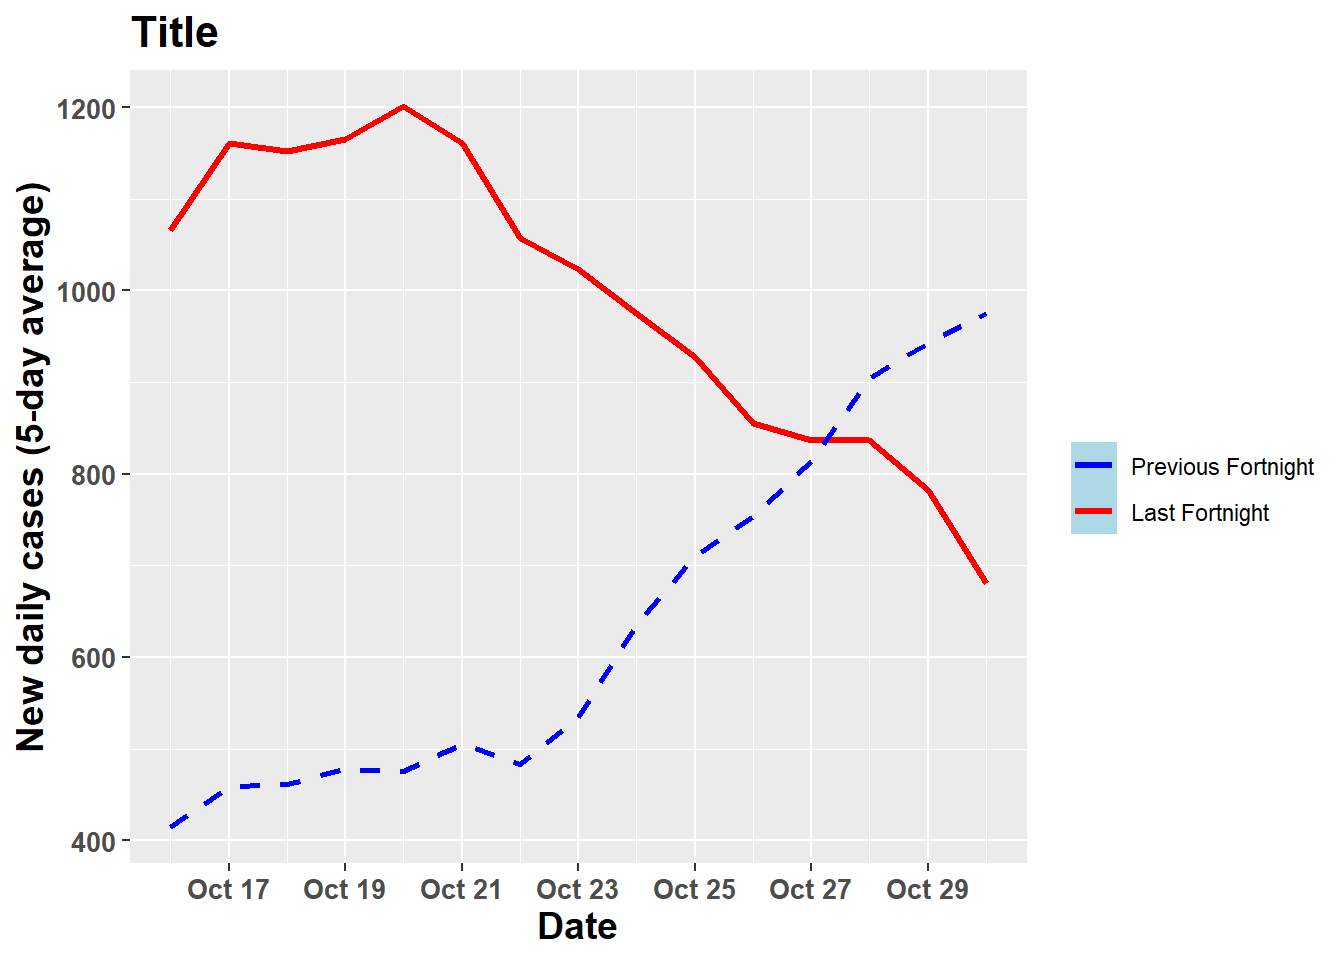 Title
New daily cases (5-day average)
1200
1000
800
600
400
Oct 17 Oct 19 Oct 21 Oct 23 Oct 25 Oct 27 Oct 29
Date
Previous Fortnight
Last Fortnight